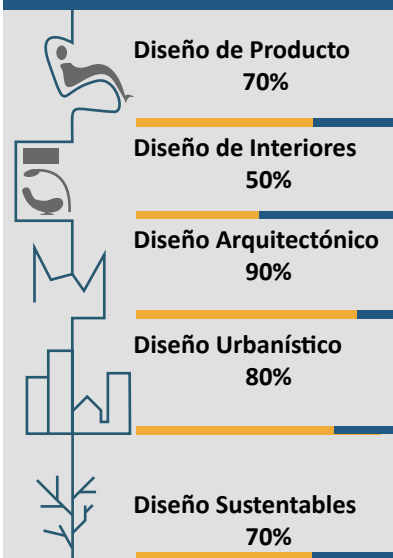 Diseño de Producto
70%
Diseño de Interiores
50%
Diseño Arquitectónico
90%
Diseño Urbanístico
80%
Diseño Sustentables
70%